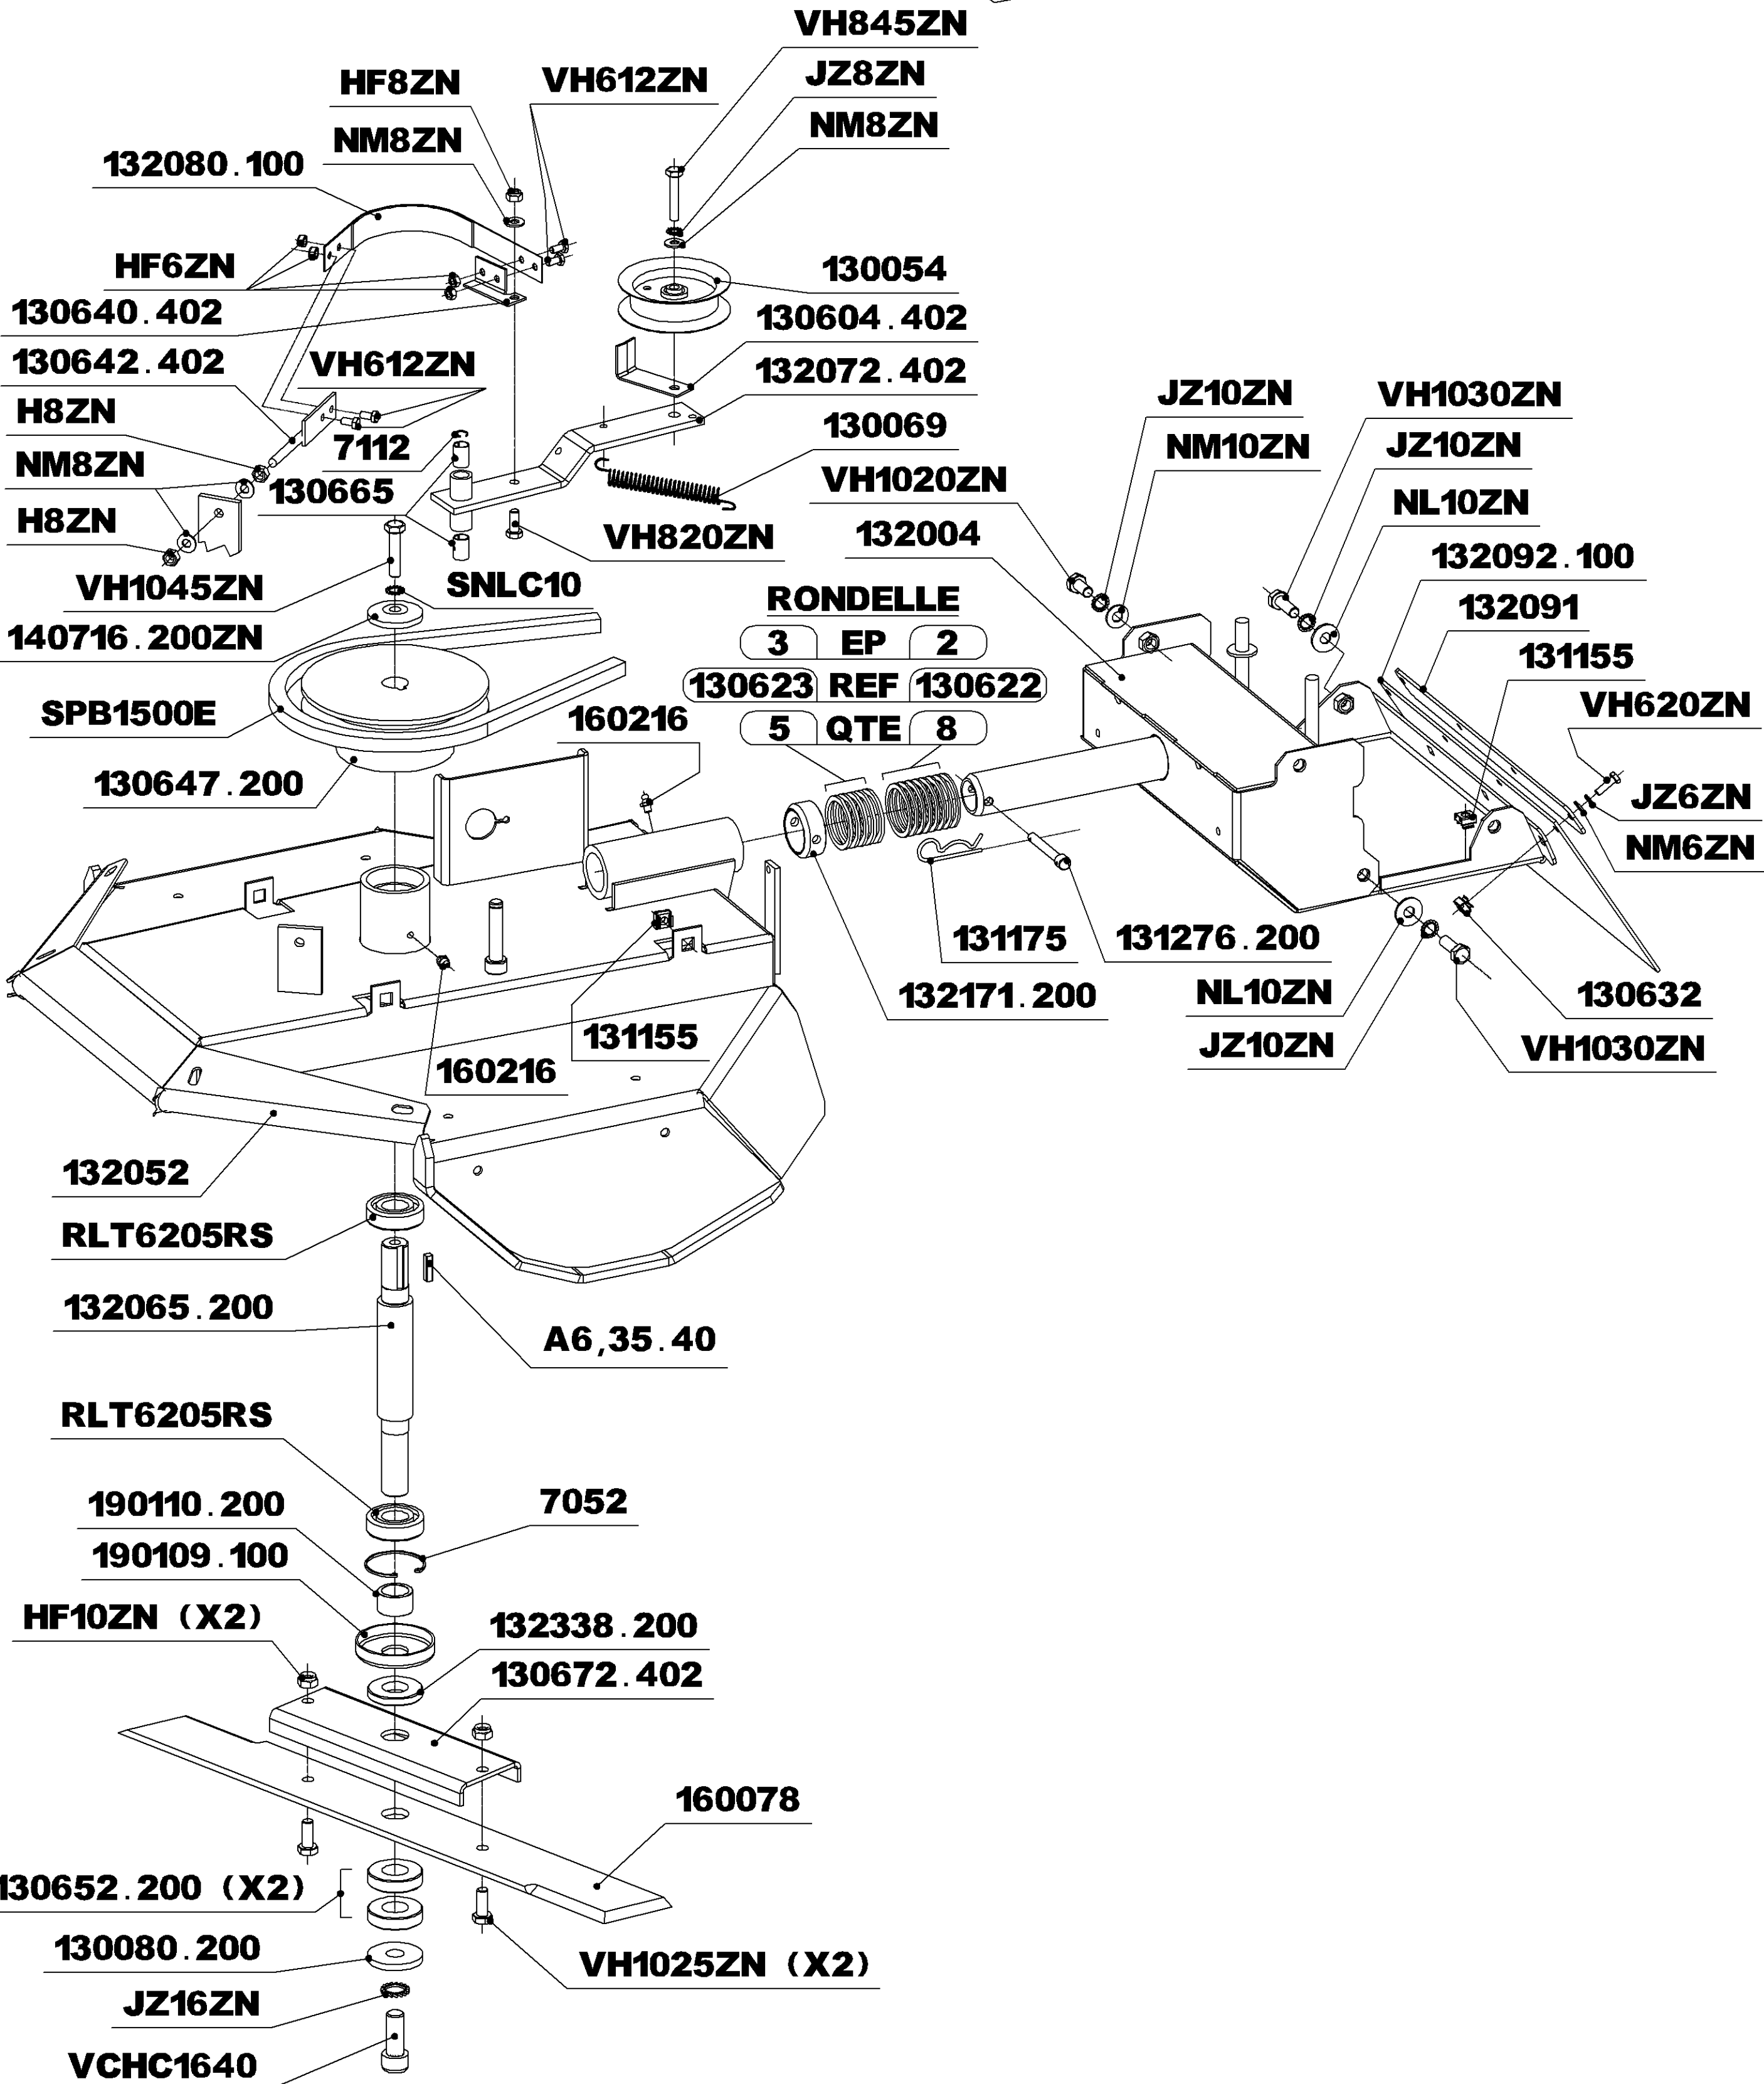 VH845ZN
HF8ZN
VH612ZN
JZ8ZN
NM8ZN
NM8ZN
132080.100
HF6ZN
130054
130640.402
130604.402
130642.402
VH612ZN
132072.402
JZ10ZN
VH1030ZN
H8ZN
7112
130069
NM10ZN
JZ10ZN
NM8ZN
130665
VH1020ZN
NL10ZN
H8ZN
VH820ZN
132004
132092.100
VH1045ZN
SNLC10
RONDELLE
132091
140716.200ZN
3 EP 2
131155
130623 REF 130622
SPB1500E
160216
5 QTE 8
VH620ZN
130647.200
JZ6ZN
NM6ZN
131175
131276.200
132171.200
NL10ZN
130632
131155
JZ10ZN
VH1030ZN
160216
132052
RLT6205RS
132065.200
A6,35.40
RLT6205RS
190110.200
7052
190109.100
HF10ZN (X2)
132338.200
130672.402
160078
130652.200 (X2)
130080.200
VH1025ZN (X2)
JZ16ZN
VCHC1640